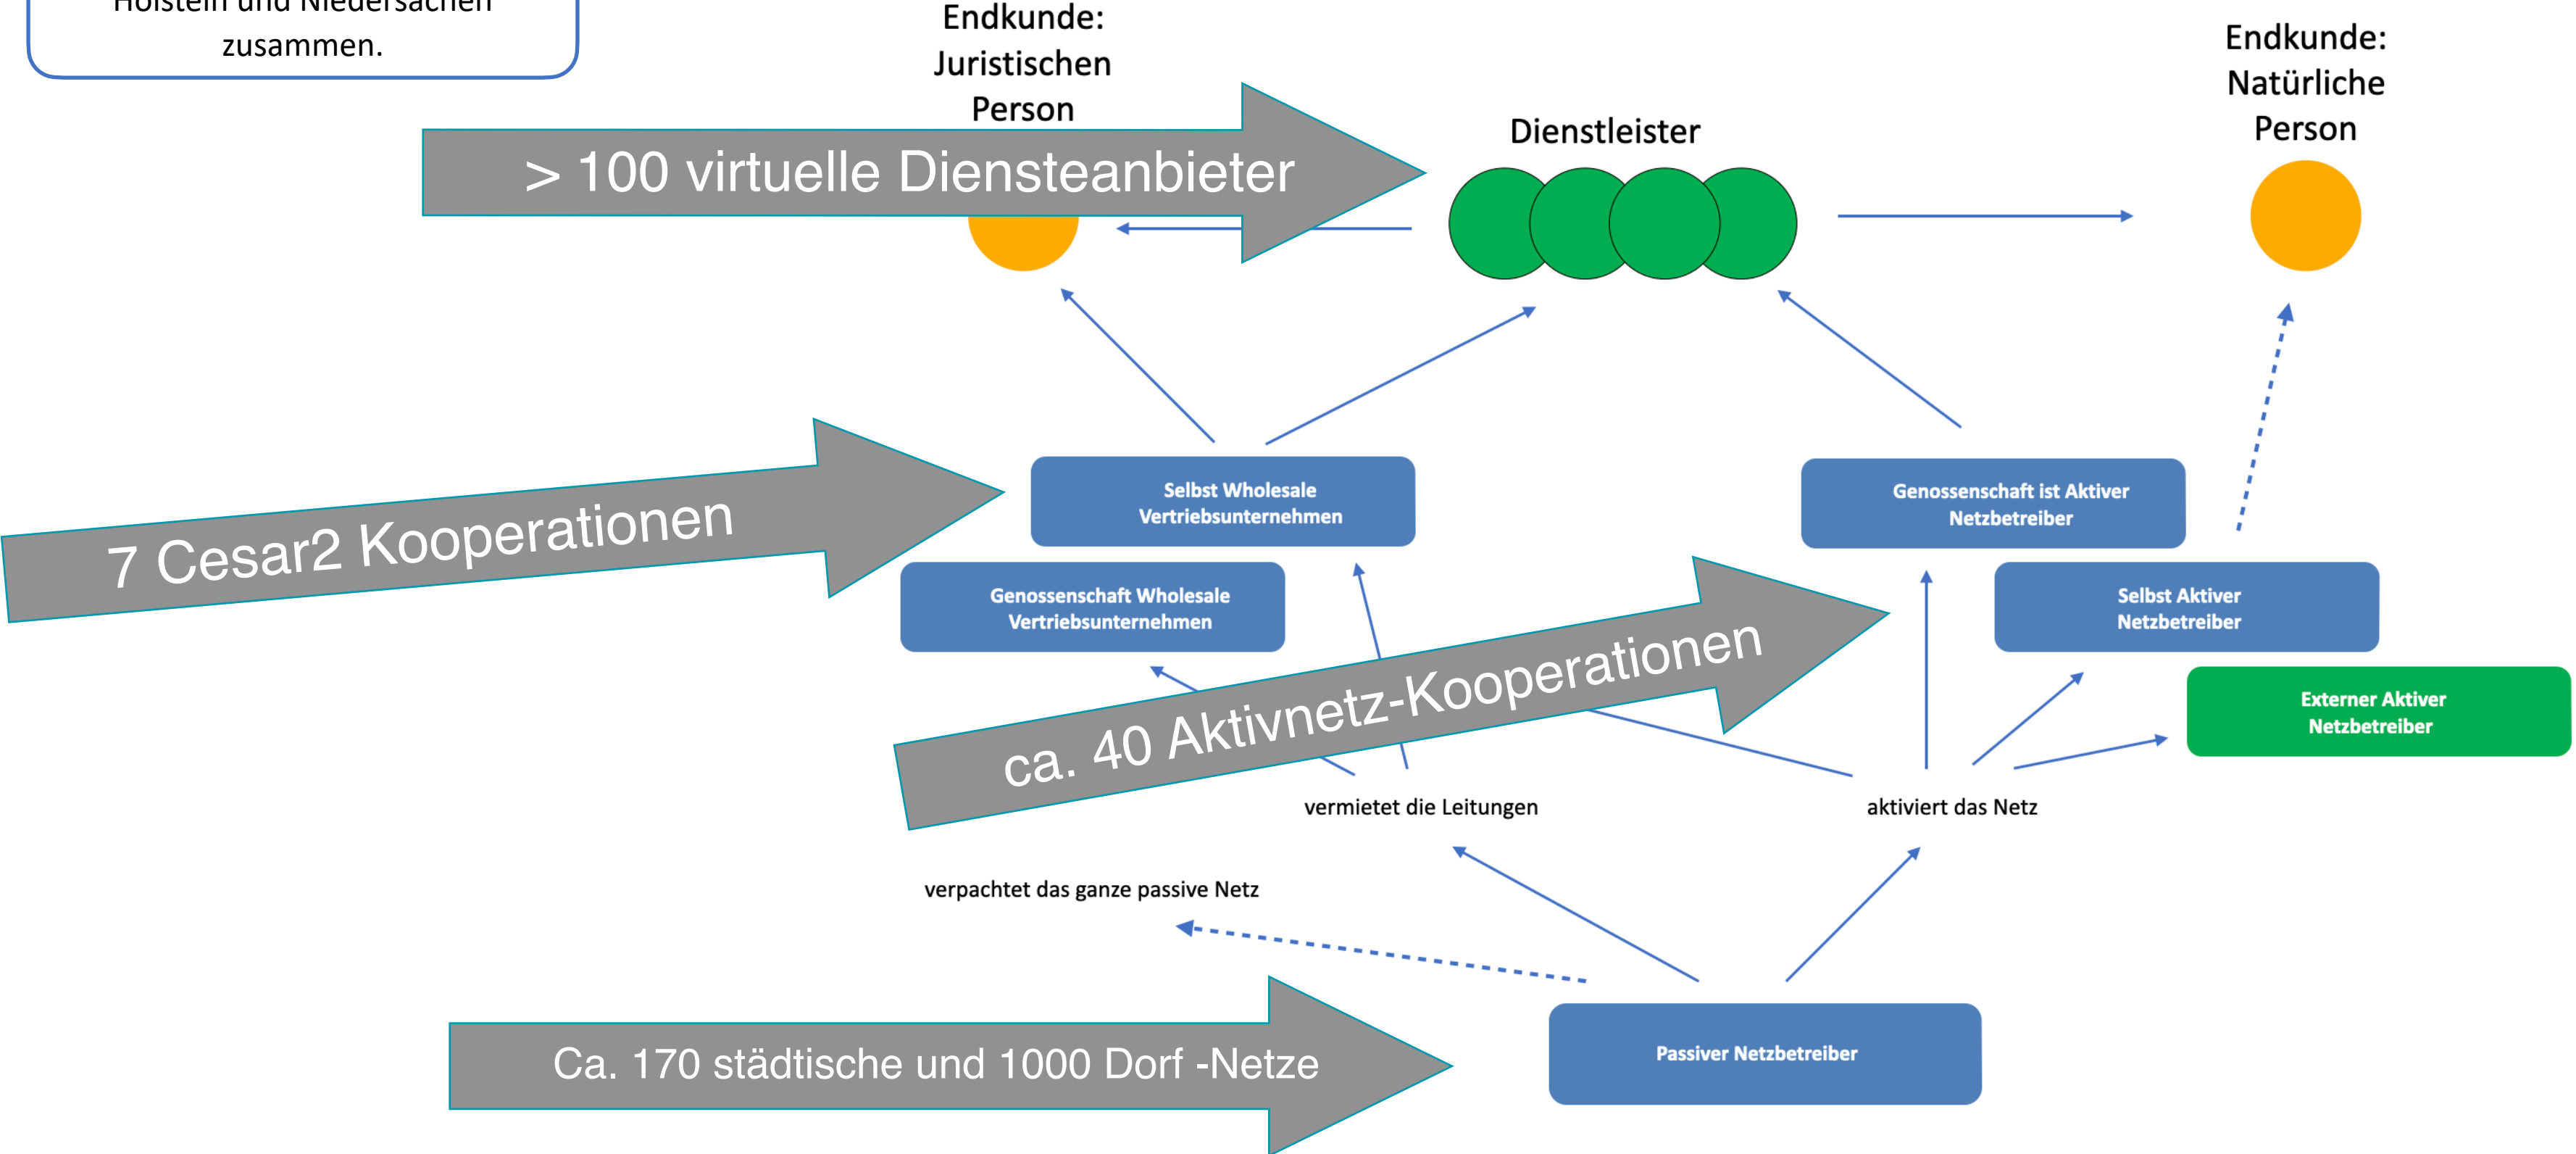 Holstein und Niedersachen
zusammen.
Endkunde:
Juristischen
Person
Endkunde:
Natürliche
Person
Dienstleister
> 100 virtuelle Diensteanbieter
Selbst Wholesale
Vertriebsunternehmen
Genossenschaft ist Aktiver
Netzbetreiber
7 Cesar2 Kooperationen
Genossenschaft Wholesale
Vertriebsunternehmen
Selbst Aktiver
Netzbetreiber
ca. 40 Aktivnetz-Kooperationen
Externer Aktiver
Netzbetreiber
vermietet die Leitungen
aktiviert das Netz
verpachtet das ganze passive Netz
Ca. 170 städtische und 1000 Dorf -Netze
Passiver Netzbetreiber